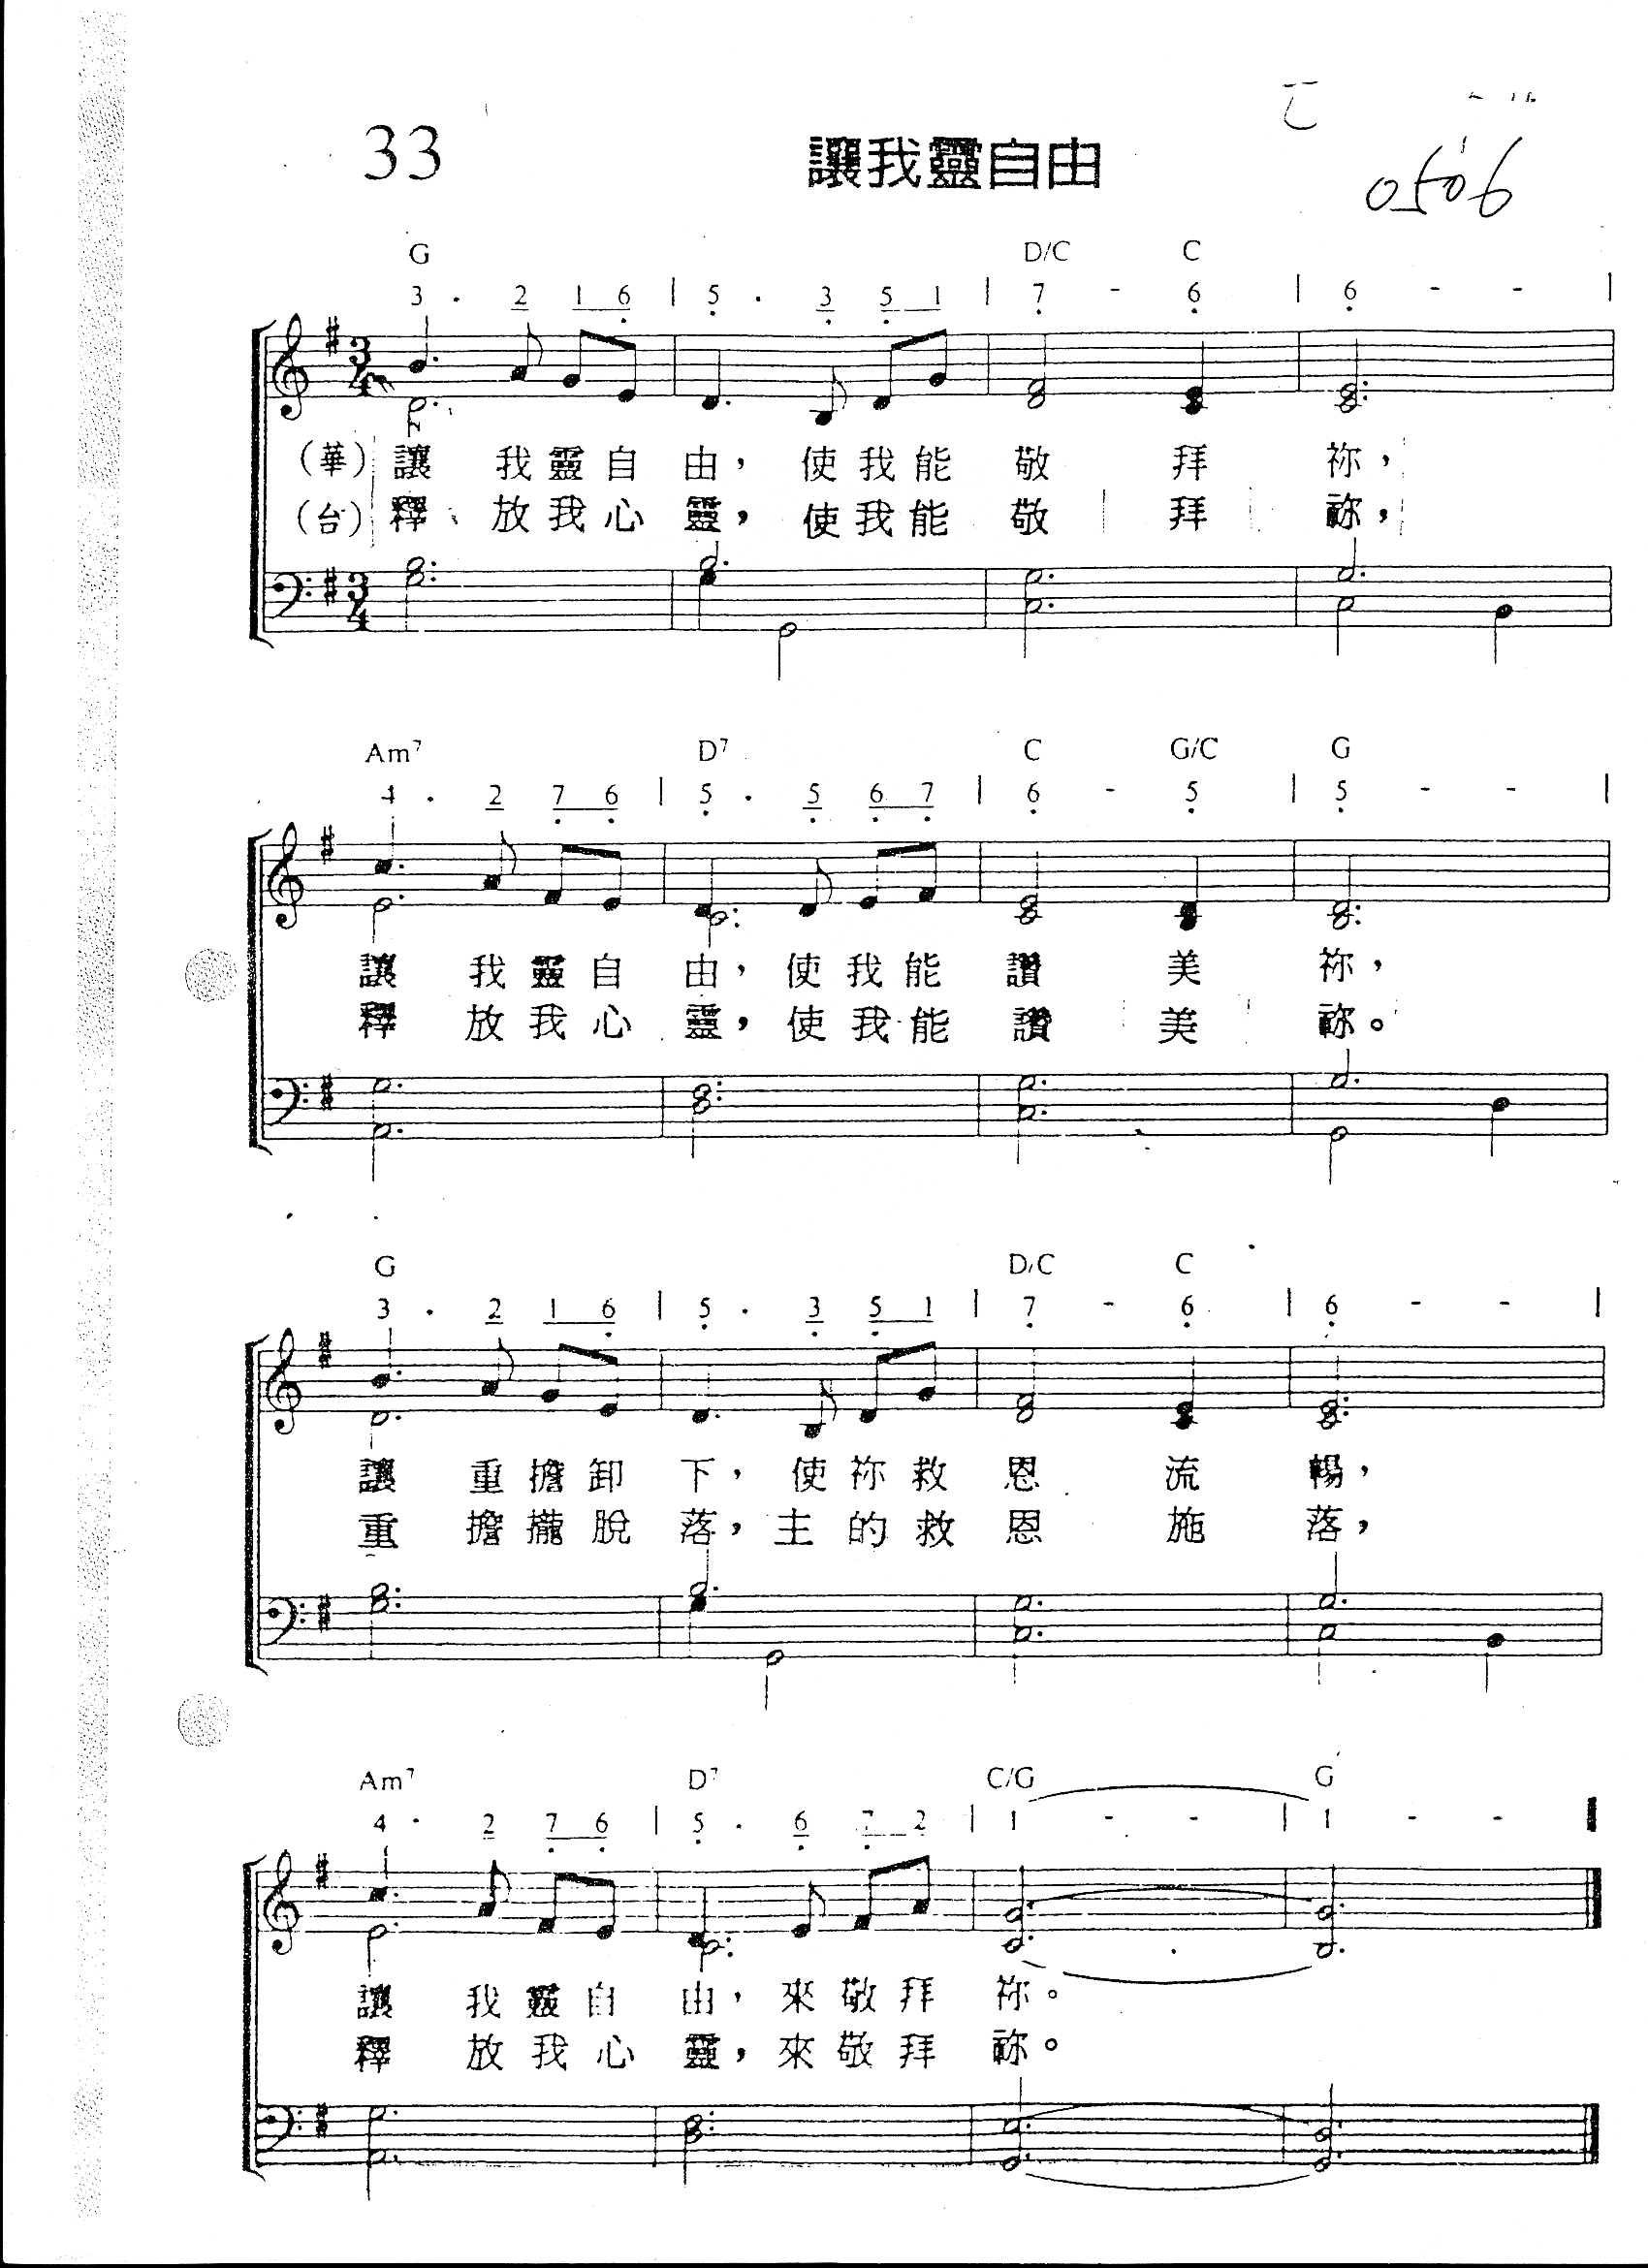 33 讓我靈自由 0506
G D/C C
3 . 2 1 6 | 5 . 3 5 1 | 7 - 6 | 6 - - |
(華) 讓 我靈自 由, 使我能 敬 拜 祢,
(台) 釋 放我心 靈, 使我能 敬 拜 祢,
Am7 D7 C G/C G
4 . 2 7 6 | 5 . 5 6 7 | 6 - 5 | 5 - - |
讓 我靈自 由, 使我能 讚 美 祢,
釋 放我心 靈, 使我能 讚 美 祢。
G D/C C
3 . 2 1 6 | 5 . 3 5 1 | 7 - 6 | 6 - - |
讓 重擔卸 下, 使祢救 恩 流 暢,
重 擔攏脫 落, 主的救 恩 施 落,
Am7 D7 C/G G
4 . 2 7 6 | 5 . 6 7 2 | 1 - - | 1 - -
讓 我靈自 由, 來敬拜 祢。
釋 放我心 靈, 來敬拜 祢。